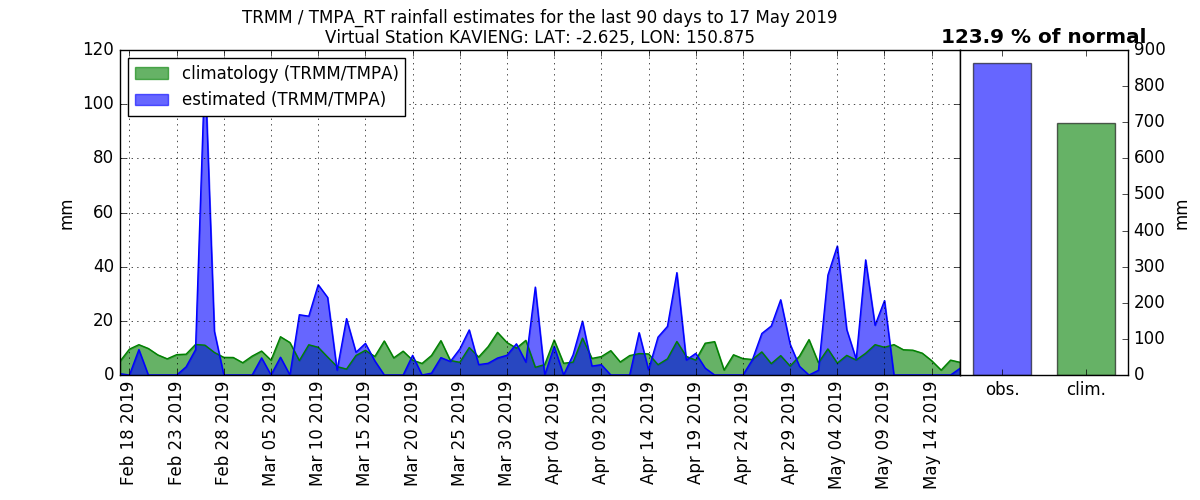 TRMM / TMPA_RT rainfall estimates for the last 90 days to 17 May 2019
Virtual Station KAVIENG: LAT: -2.625, LON: 150.875
123.9 % of normal
climatology (TRMM/TMPA)
estimated (TRMM/TMPA)
120
100
80
60
40
20
0
mm
900
800
700
600
500
400
300
200
100
0
mm
Feb 18 2019
Feb 23 2019
Feb 28 2019
Mar 05 2019
Mar 10 2019
Mar 15 2019
Mar 20 2019
Mar 25 2019
Mar 30 2019
Apr 04 2019
Apr 09 2019
Apr 14 2019
Apr 19 2019
Apr 24 2019
Apr 29 2019
May 04 2019
May 09 2019
May 14 2019
obs.
clim.